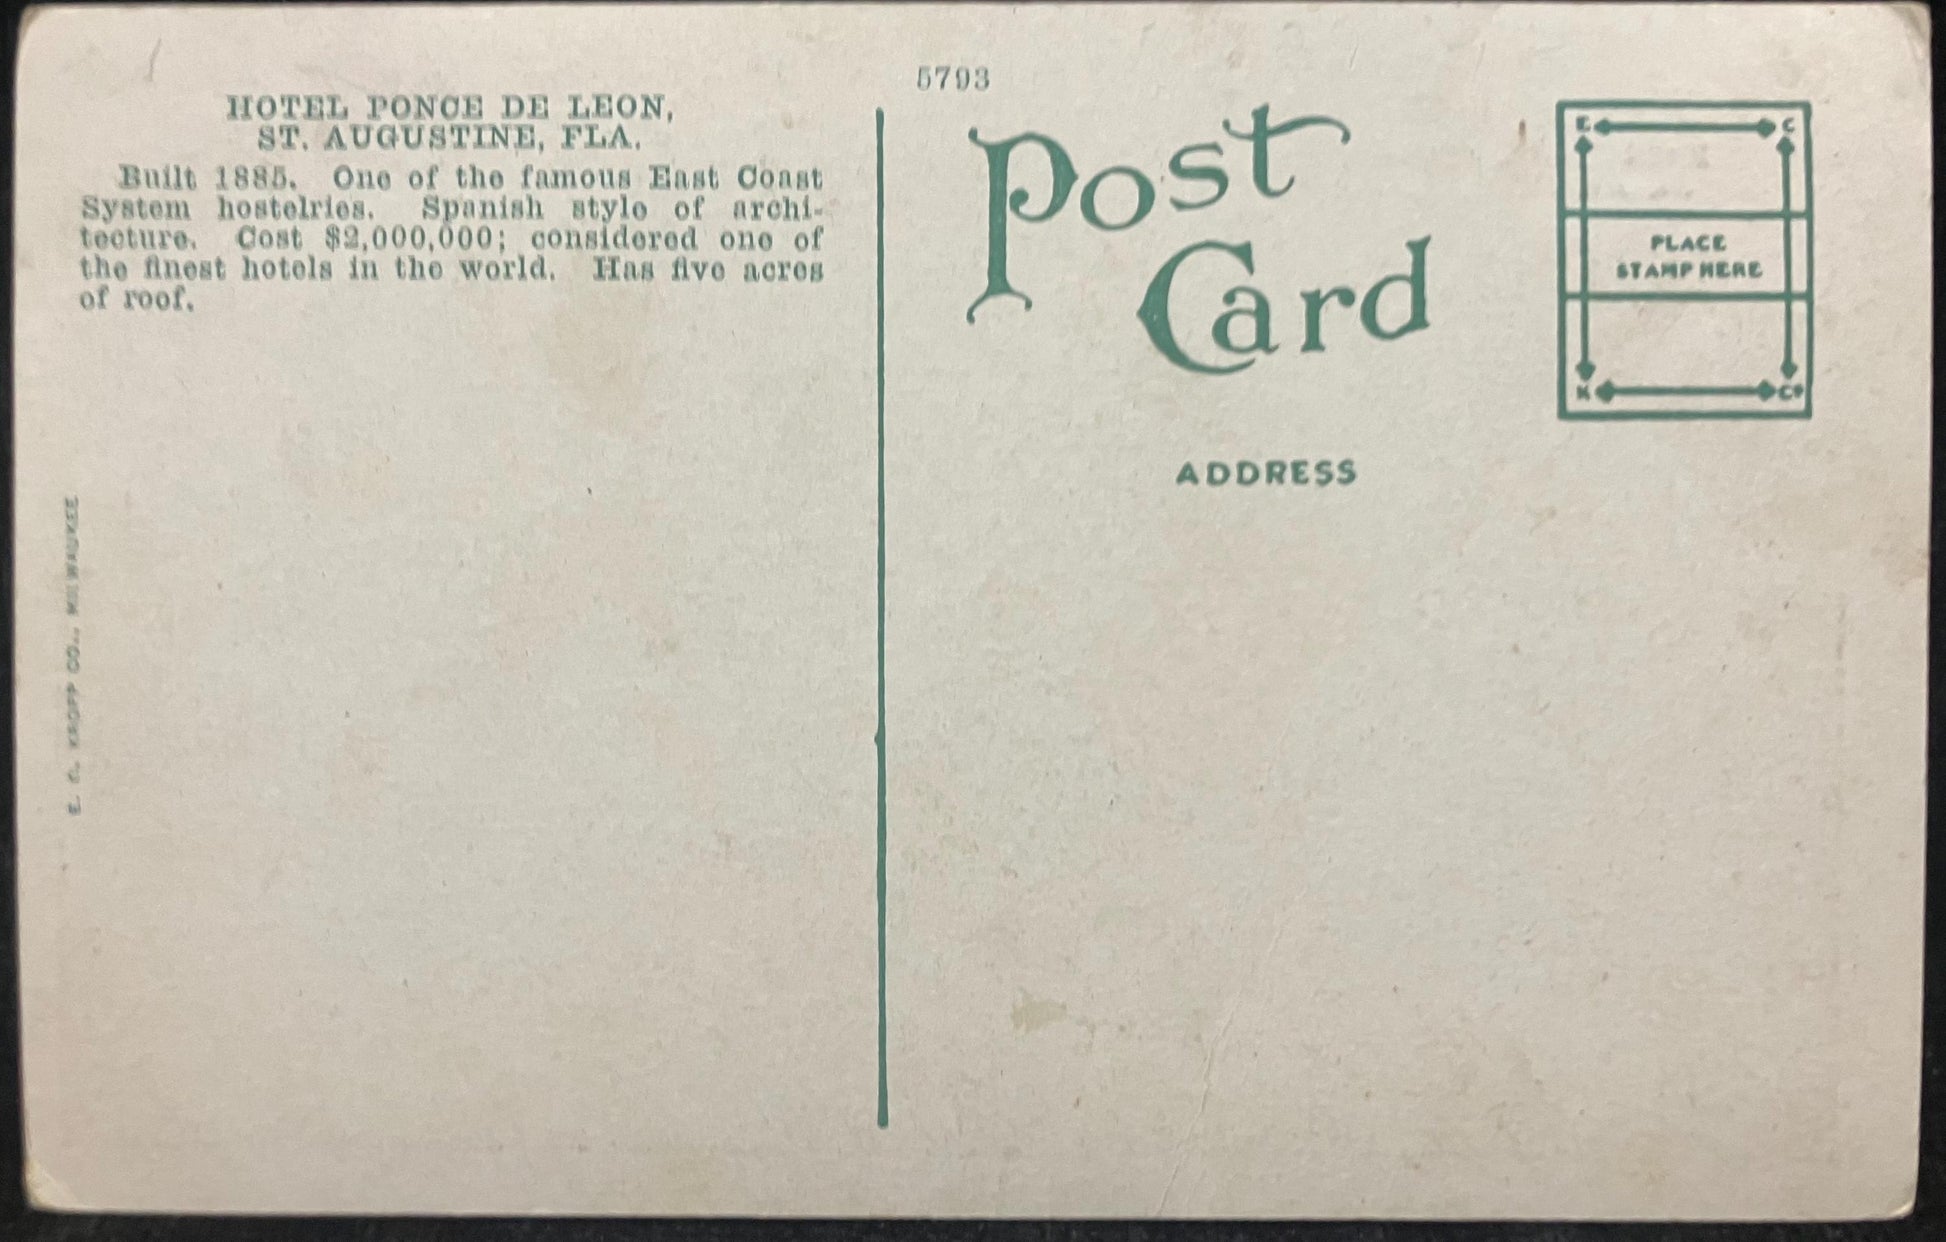 HOTEL PONCE DE LEON,
ST. AUGUSTINE, FLA.
Built 1885. One of the famous East Coast
System hostelries. Spanish style of archi-
tecture. Cost $2,000,000; considered one of
the finest hotels in the world. Has five acres
of roof.
E. C. KROPP CO., MILWAUKEE
5793
Post
Card
ADDRESS
E C
PLACE
STAMP HERE
K Co